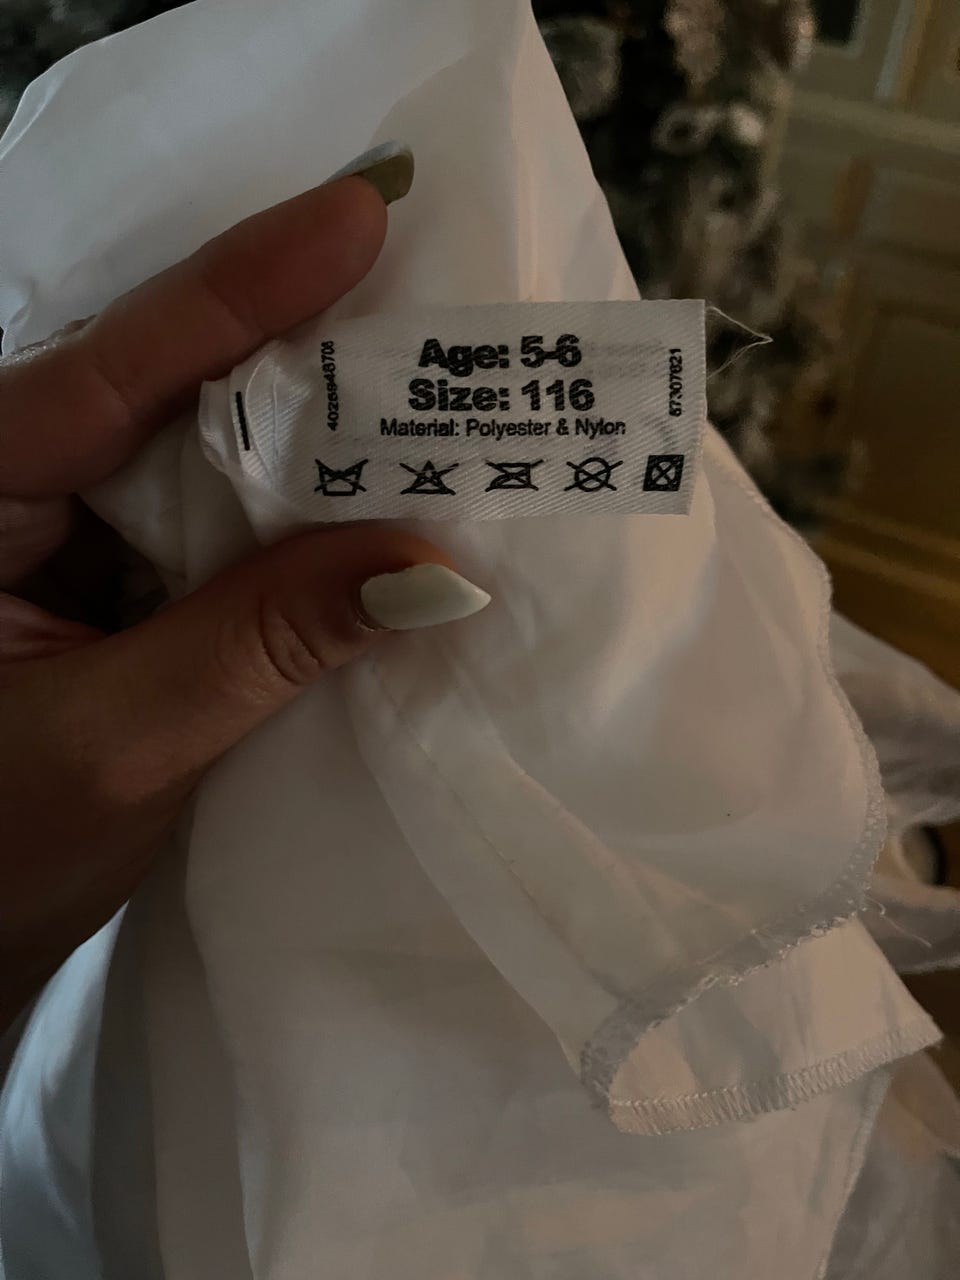 Age: 5-6
Size: 116
Material: Polyester & Nylon